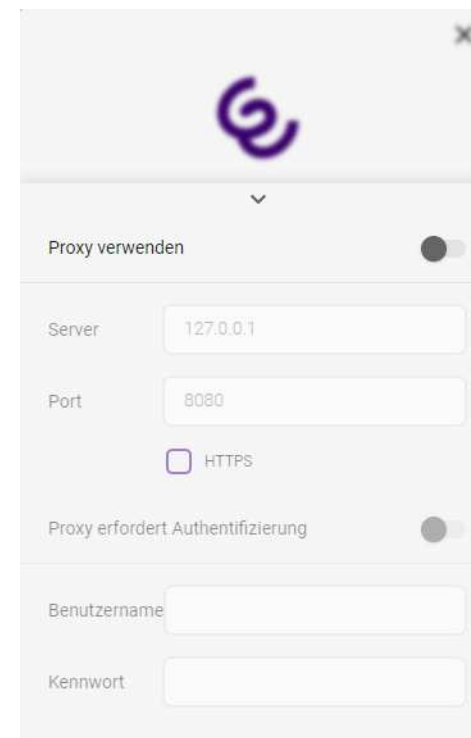 Proxy verwenden
Server 127.0.0.1
Port 8080
HTTPS
Proxy erfordert Authentifizierung
Benutzername
Kennwort